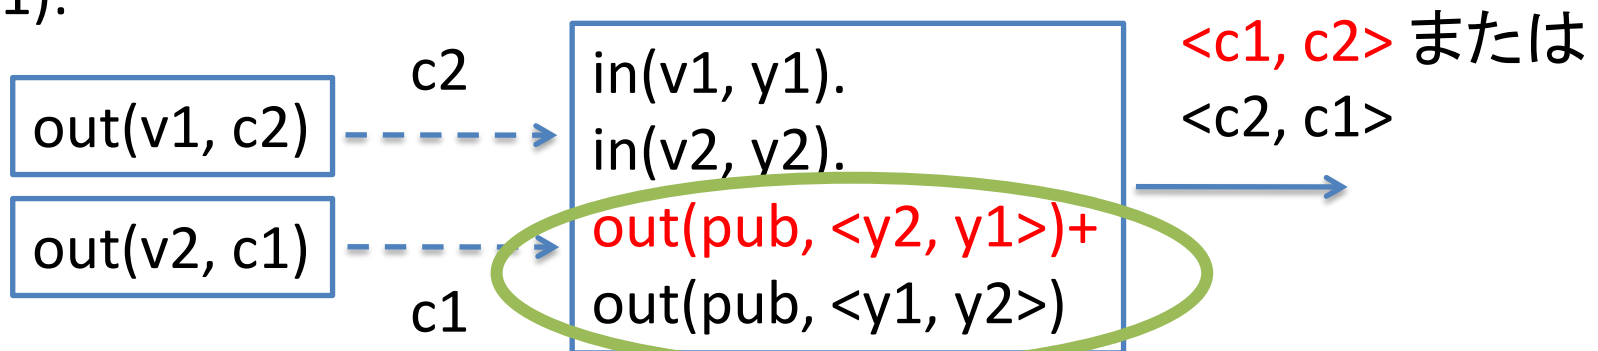 1).
c2
out(v1, c2)
out(v2, c1)
c1
in(v1, y1).
in(v2, y2).
out(pub, <y2, y1>)+
out(pub, <y1, y2>)
<c1, c2> または
<c2, c1>